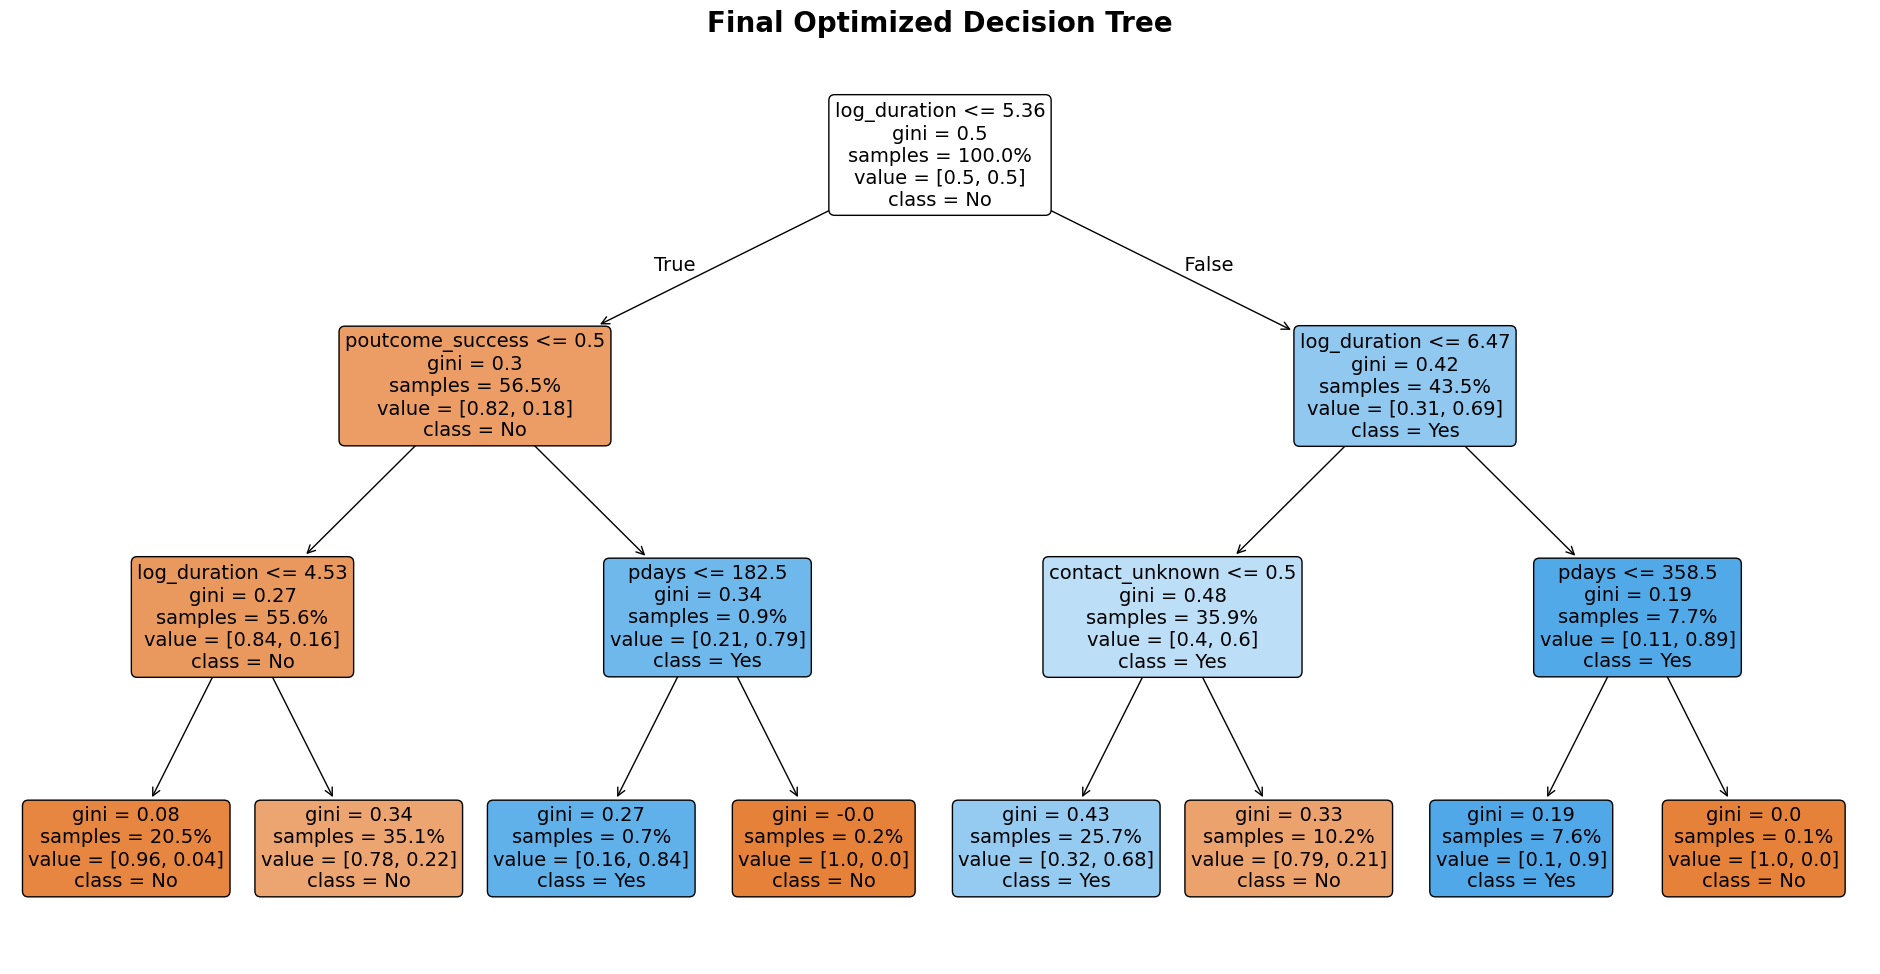 Final Optimized Decision Tree
log_duration <= 5.36
gini = 0.5
samples = 100.0%
value = [0.5, 0.5]
class = No
True
False
poutcome_success <= 0.5
gini = 0.3
samples = 56.5%
value = [0.82, 0.18]
class = No
log_duration <= 6.47
gini = 0.42
samples = 43.5%
value = [0.31, 0.69]
class = Yes
log_duration <= 4.53
gini = 0.27
samples = 55.6%
value = [0.84, 0.16]
class = No
pdays <= 182.5
gini = 0.34
samples = 0.9%
value = [0.21, 0.79]
class = Yes
contact_unknown <= 0.5
gini = 0.48
samples = 35.9%
value = [0.4, 0.6]
class = Yes
pdays <= 358.5
gini = 0.19
samples = 7.7%
value = [0.11, 0.89]
class = Yes
gini = 0.08
samples = 20.5%
value = [0.96, 0.04]
class = No
gini = 0.34
samples = 35.1%
value = [0.78, 0.22]
class = No
gini = 0.27
samples = 0.7%
value = [0.16, 0.84]
class = Yes
gini = -0.0
samples = 0.2%
value = [1.0, 0.0]
class = No
gini = 0.43
samples = 25.7%
value = [0.32, 0.68]
class = Yes
gini = 0.33
samples = 10.2%
value = [0.79, 0.21]
class = No
gini = 0.19
samples = 7.6%
value = [0.1, 0.9]
class = Yes
gini = 0.0
samples = 0.1%
value = [1.0, 0.0]
class = No